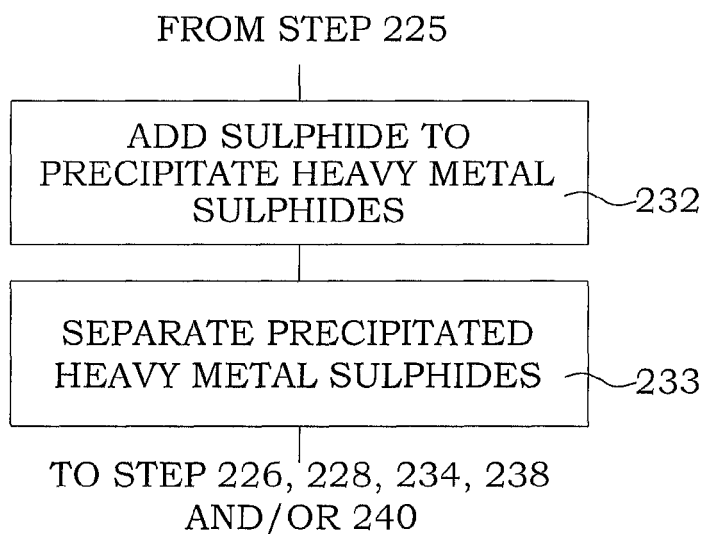 FROM STEP 225
ADD SULPHIDE TO
PRECIPITATE HEAVY METAL
SULPHIDES
232
SEPARATE PRECIPITATED
HEAVY METAL SULPHIDES
233
TO STEP 226, 228, 234, 238
AND/OR 240